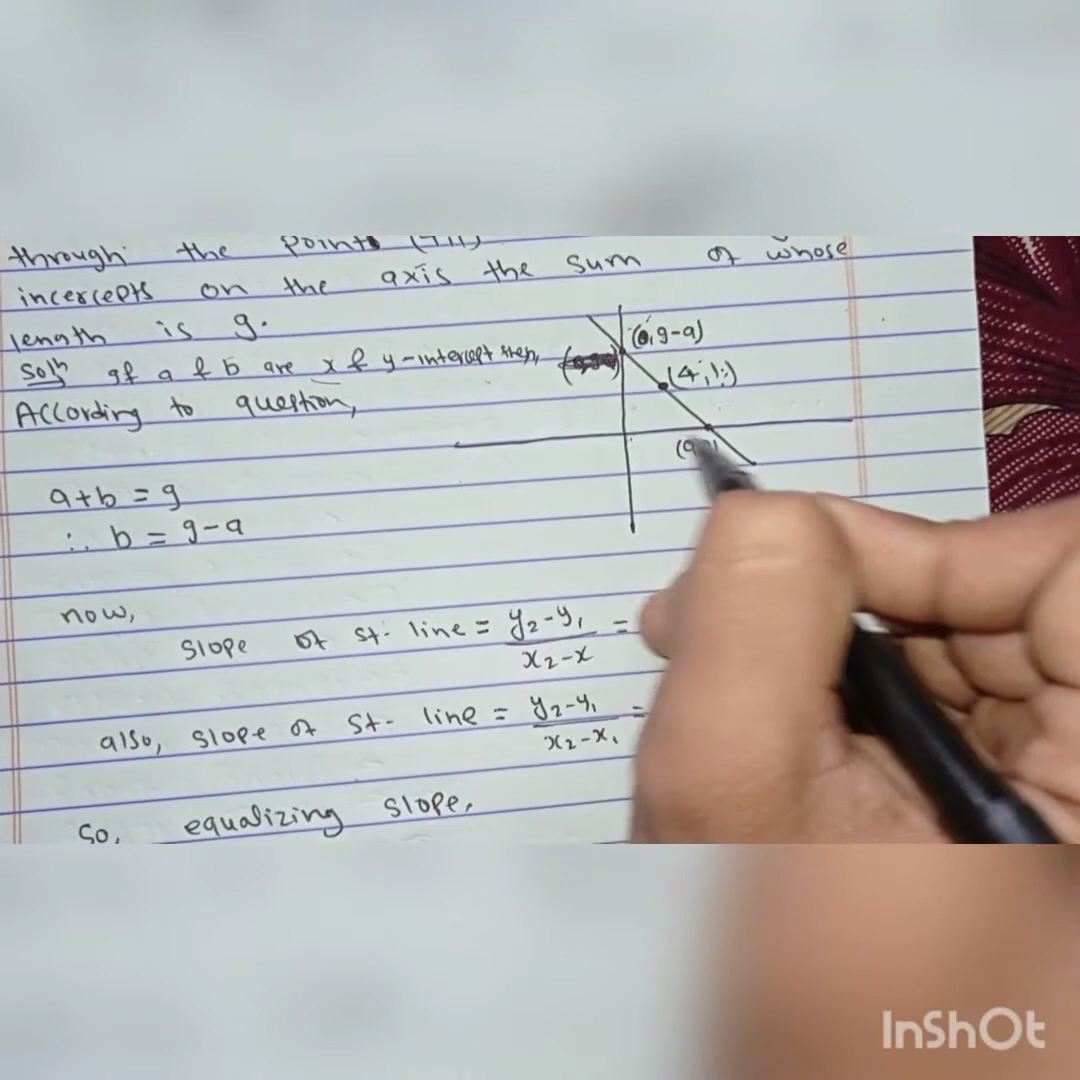 through the point
incercepts on the axis the sum of whose
length is 9.
Soln If a & b are x & y-intercept then,
According to question,
(0, 9-a)
(4, 1)
a+b = 9
∴ b = 9-a
now,
slope of st. line = y₂-y₁/x₂-x =
also, slope of st- line = y₂-y₁/x₂-x₁ =
So, equalizing slope,
InShOt